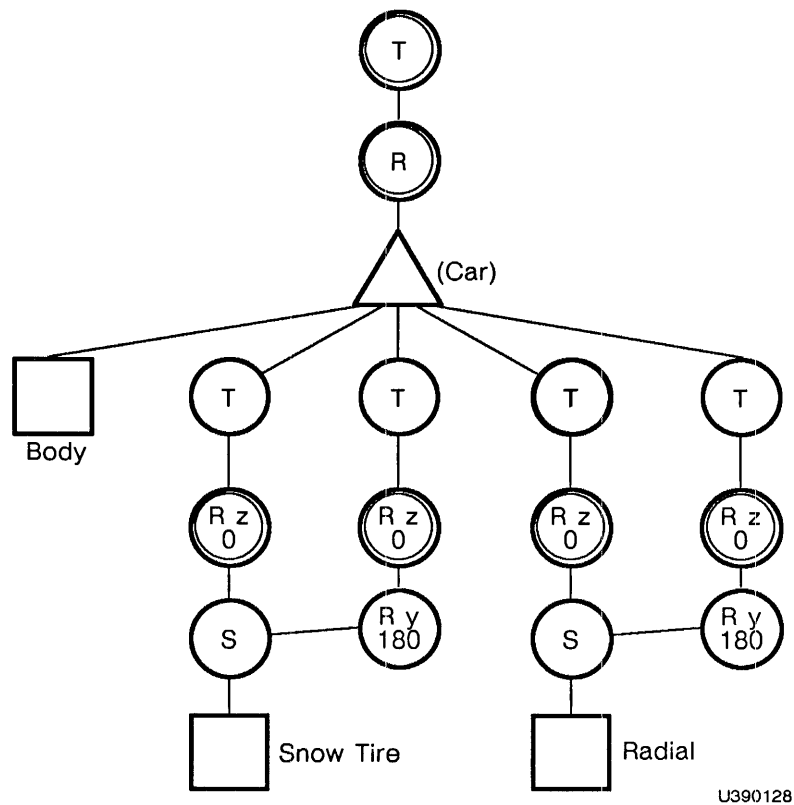 T
R
(Car)
Body
T
T
T
T
R z
0
R z
0
R z
0
R z
0
S
R y
180
S
R y
180
Snow Tire
Radial
U390128